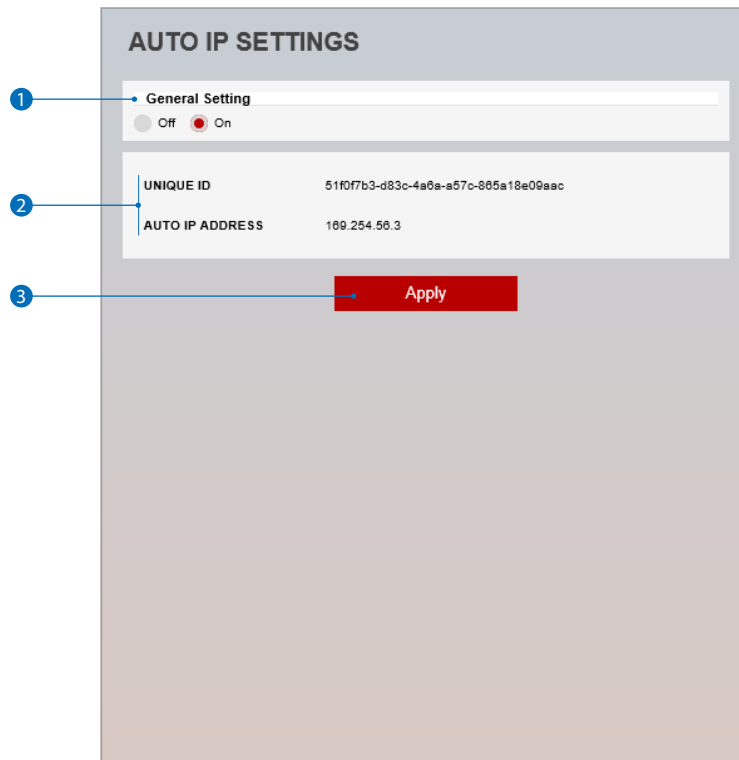 AUTO IP SETTINGS
1
General Setting
Off On
2
UNIQUE ID 51f0f7b3-d83c-4a6a-a57c-865a18e09aac
AUTO IP ADDRESS 169.254.56.3
3
Apply